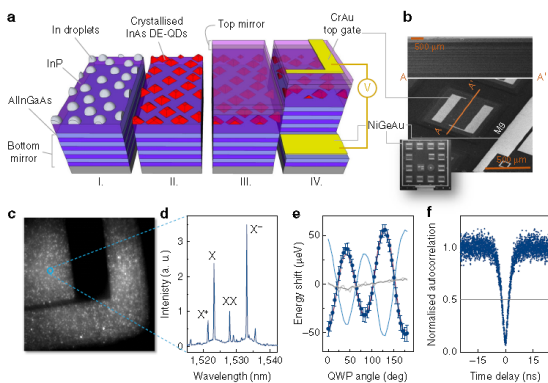 a
In droplets
Crystallised
InAs DE-QDs
Top mirror
CrAu
top gate
InP
AlInGaAs
Bottom
mirror
V
NiGeAu
I.
II.
III.
IV.
b
500 μm
A
A'
A
A'
M9
500 μm
c
d
Intenisty (a. u.)
3
2
1
0
X⁺
X
XX
X⁻
1,520
1,530
1,540
Wavelength (nm)
e
Energy shift (μeV)
50
0
−50
0
50
100
150
QWP angle (deg)
f
Normalised autocorrelation
1.0
0.5
0.0
−15
0
15
Time delay (ns)